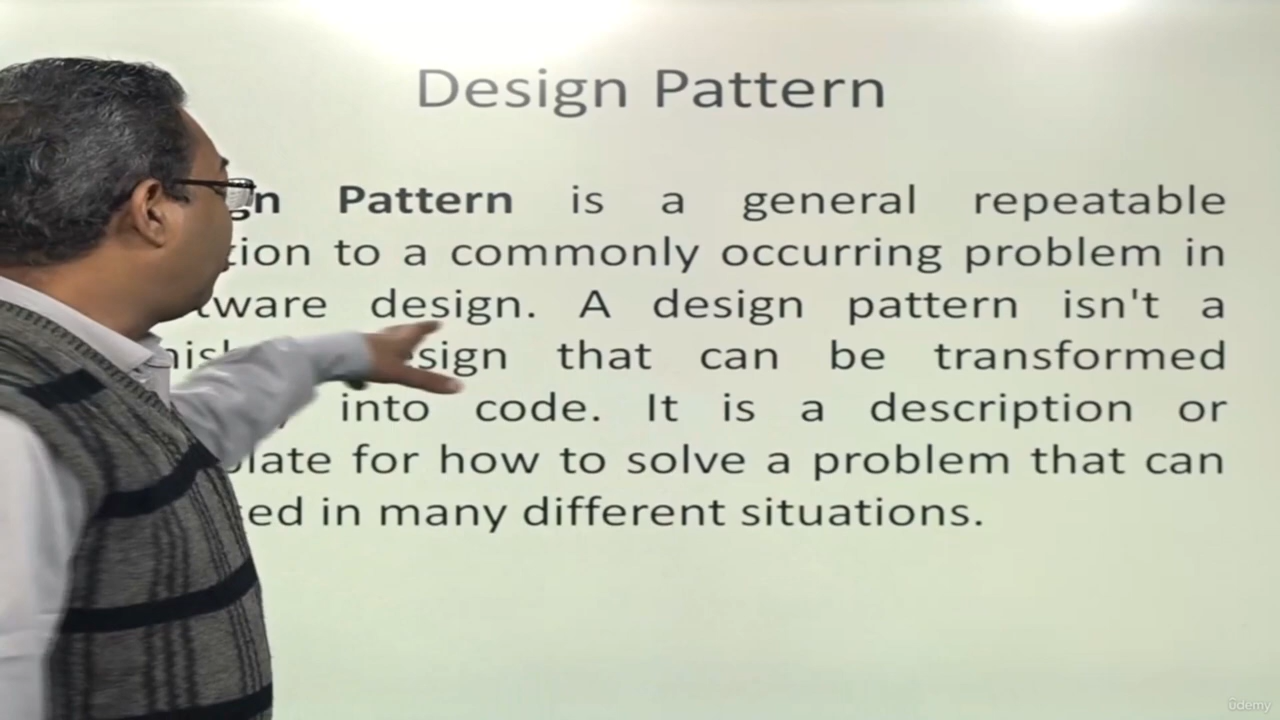 Design Pattern
Pattern is a general repeatable
to a commonly occurring problem in
design. A design pattern isn't a
that can be transformed
into code. It is a description or
for how to solve a problem that can
in many different situations.
ûdemy